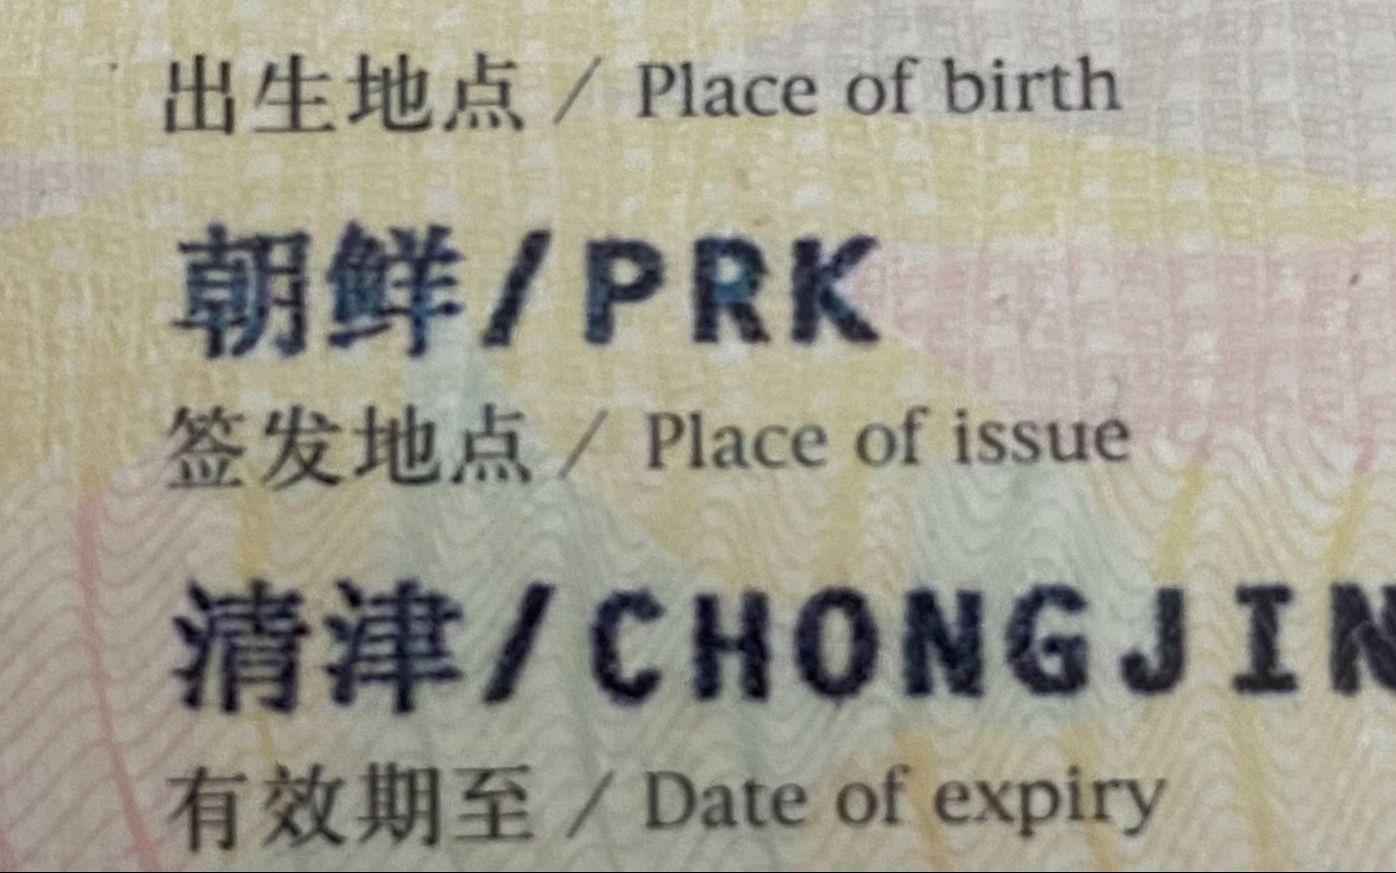 出生地点 / Place of birth
朝鲜/PRK
签发地点 / Place of issue
清津/CHONGJIN
有效期至 / Date of expiry